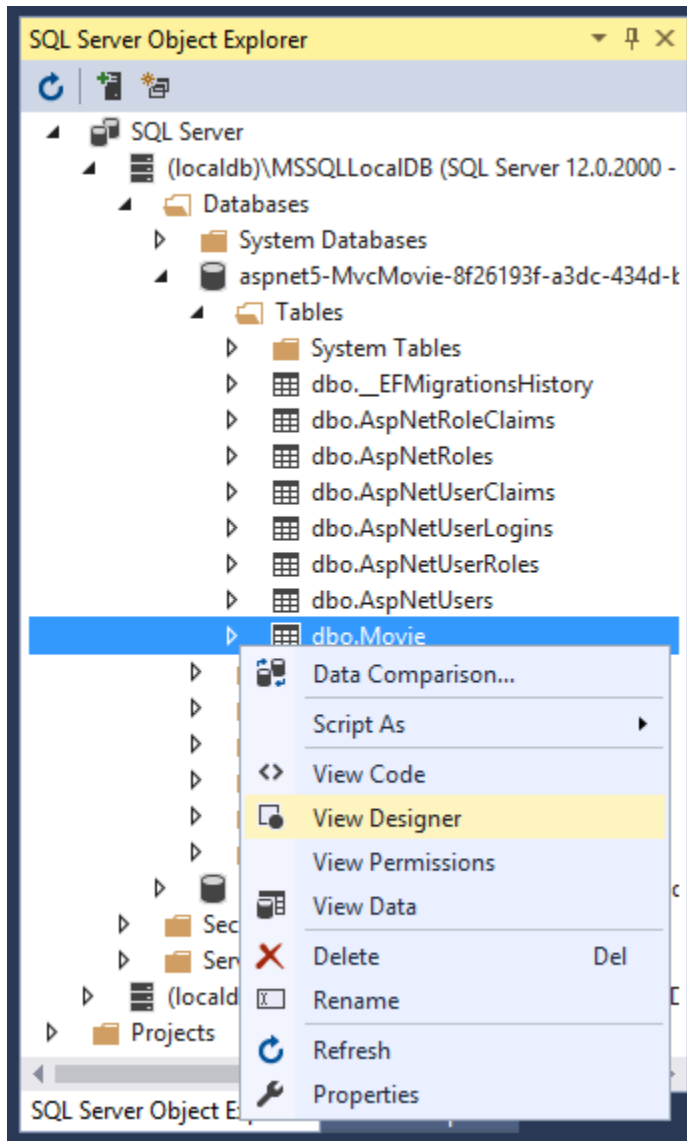 SQL Server Object Explorer
SQL Server
(localdb)\MSSQLLocalDB (SQL Server 12.0.2000 -
Databases
System Databases
aspnet5-MvcMovie-8f26193f-a3dc-434d-b
Tables
System Tables
dbo.__EFMigrationsHistory
dbo.AspNetRoleClaims
dbo.AspNetRoles
dbo.AspNetUserClaims
dbo.AspNetUserLogins
dbo.AspNetUserRoles
dbo.AspNetUsers
dbo.Movie
Data Comparison...
Script As
View Code
View Designer
View Permissions
View Data
Sec
Delete Del
Ser
(locald
Rename
Projects
Refresh
Properties
SQL Server Object E